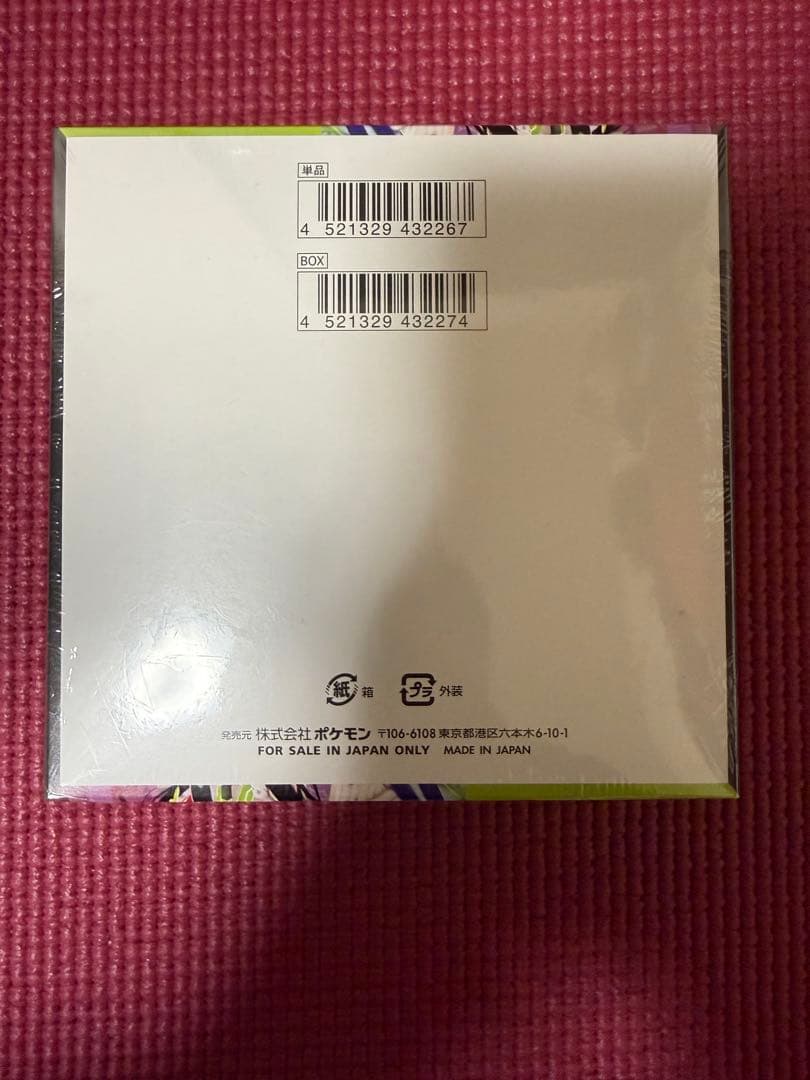 単品
4 521329 432267
BOX
4 521329 432274
紙 箱 プラ 外装
発売元 株式会社ポケモン 〒106-6108 東京都港区六本木6-10-1
FOR SALE IN JAPAN ONLY MADE IN JAPAN